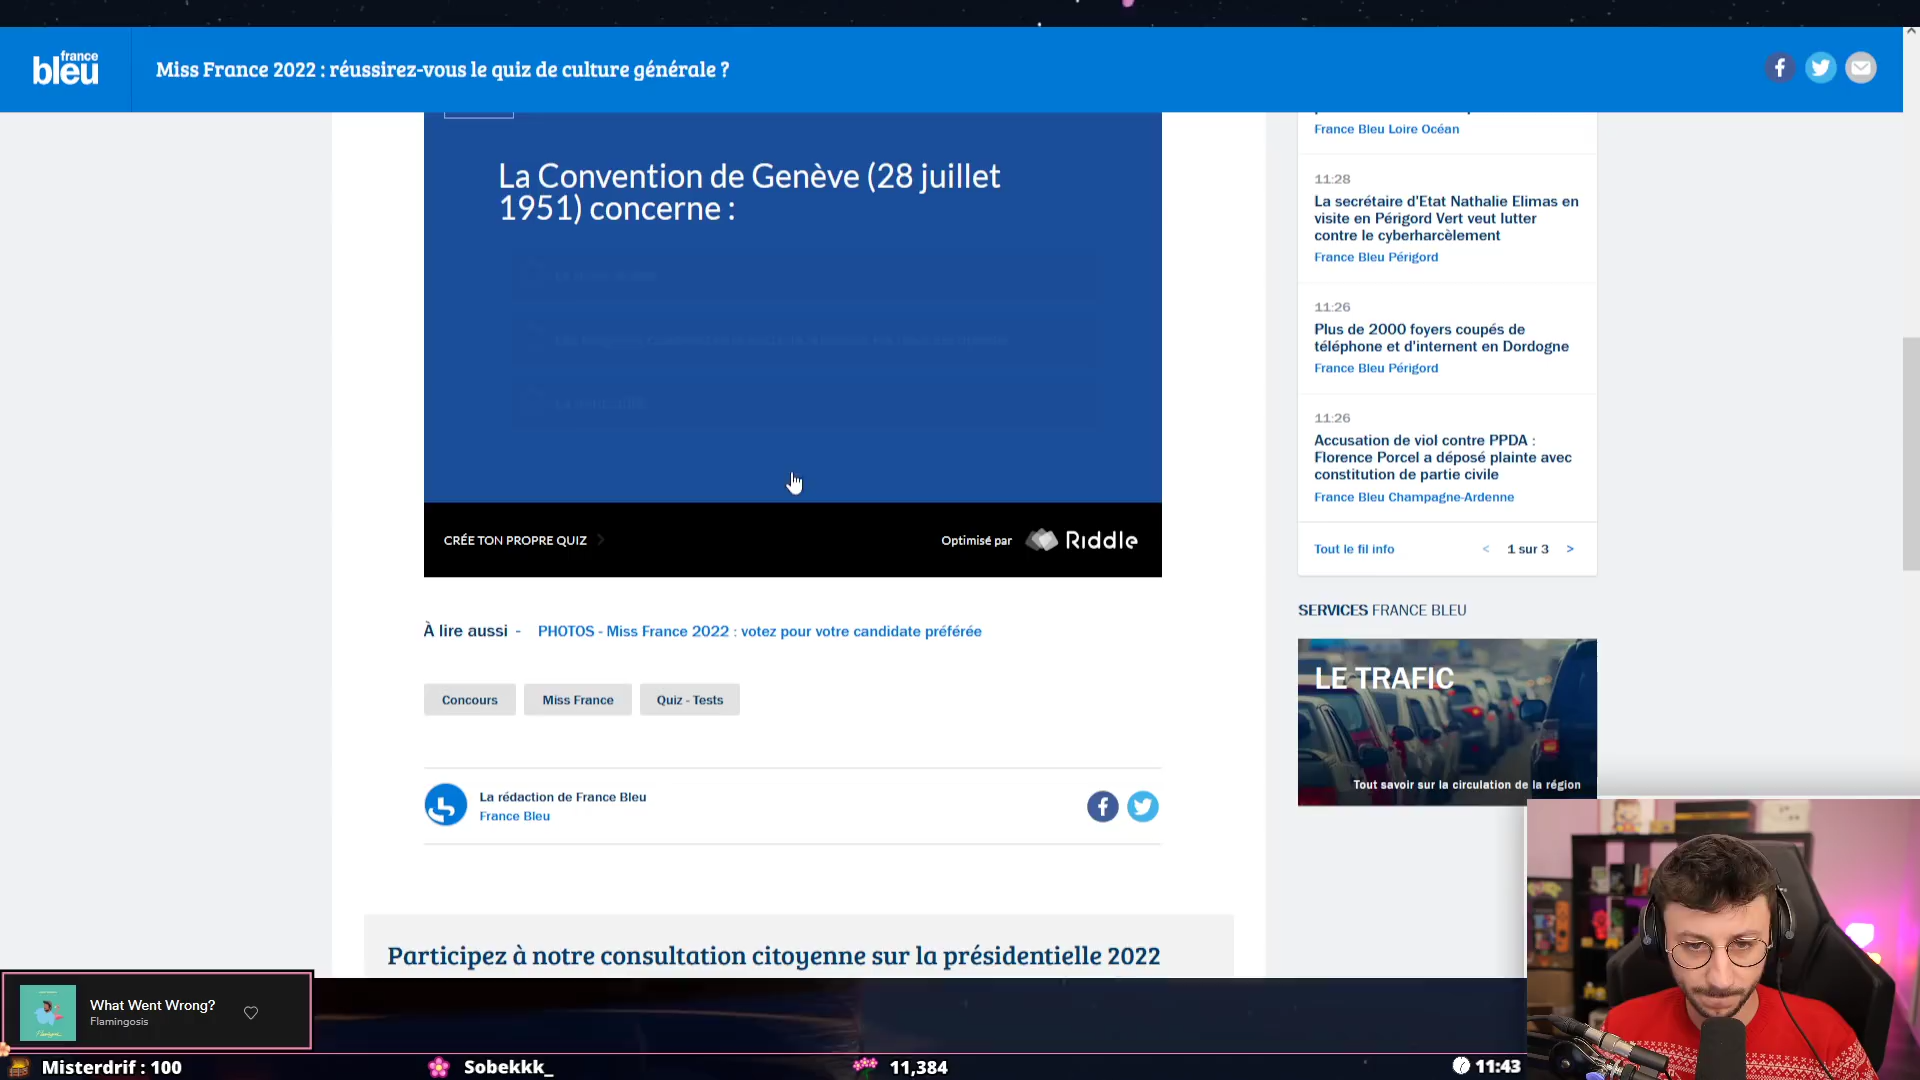 france
bleu
Miss France 2022 : réussirez-vous le quiz de culture générale ?
La Convention de Genève (28 juillet
1951) concerne :
CRÉE TON PROPRE QUIZ
Optimisé par
Riddle
À lire aussi - PHOTOS - Miss France 2022 : votez pour votre candidate préférée
Concours
Miss France
Quiz - Tests
La rédaction de France Bleu
France Bleu
Participez à notre consultation citoyenne sur la présidentielle 2022
France Bleu Loire Océan
11:28
La secrétaire d'Etat Nathalie Elimas en
visite en Périgord Vert veut lutter
contre le cyberharcèlement
France Bleu Périgord
11:26
Plus de 2000 foyers coupés de
téléphone et d'internent en Dordogne
France Bleu Périgord
11:26
Accusation de viol contre PPDA :
Florence Porcel a déposé plainte avec
constitution de partie civile
France Bleu Champagne-Ardenne
Tout le fil info
< 1 sur 3 >
SERVICES FRANCE BLEU
LE TRAFIC
Tout savoir sur la circulation de la région
What Went Wrong?
Flamingosis
Misterdrif : 100
Sobekkk_
11,384
11:43